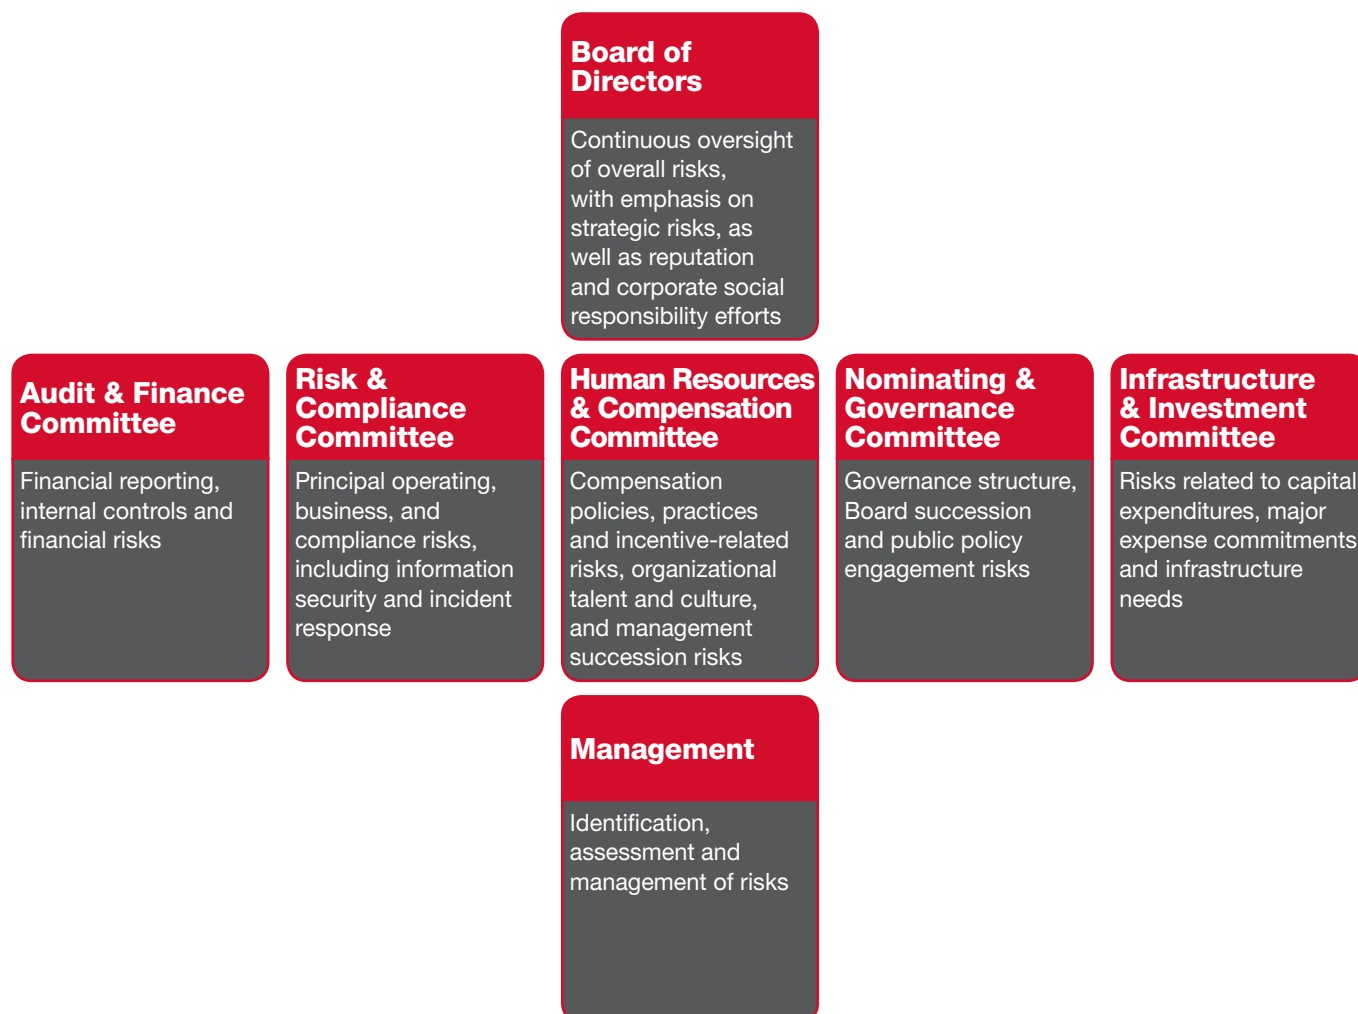 Board of
Directors
Continuous oversight
of overall risks,
with emphasis on
strategic risks, as
well as reputation
and corporate social
responsibility efforts
Audit & Finance
Committee
Financial reporting,
internal controls and
financial risks
Risk &
Compliance
Committee
Principal operating,
business, and
compliance risks,
including information
security and incident
response
Human Resources
& Compensation
Committee
Compensation
policies, practices
and incentive-related
risks, organizational
talent and culture,
and management
succession risks
Nominating &
Governance
Committee
Governance structure,
Board succession
and public policy
engagement risks
Infrastructure
& Investment
Committee
Risks related to capital
expenditures, major
expense commitments
and infrastructure
needs
Management
Identification,
assessment and
management of risks